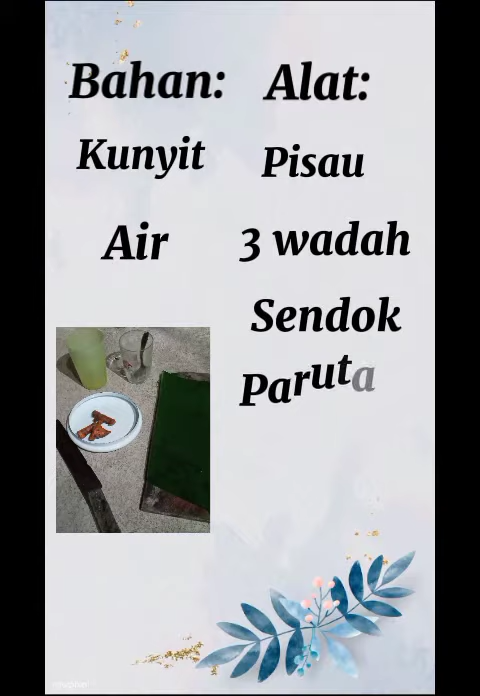 Bahan:
Kunyit
Air
Alat:
Pisau
3 wadah
Sendok
Paruta